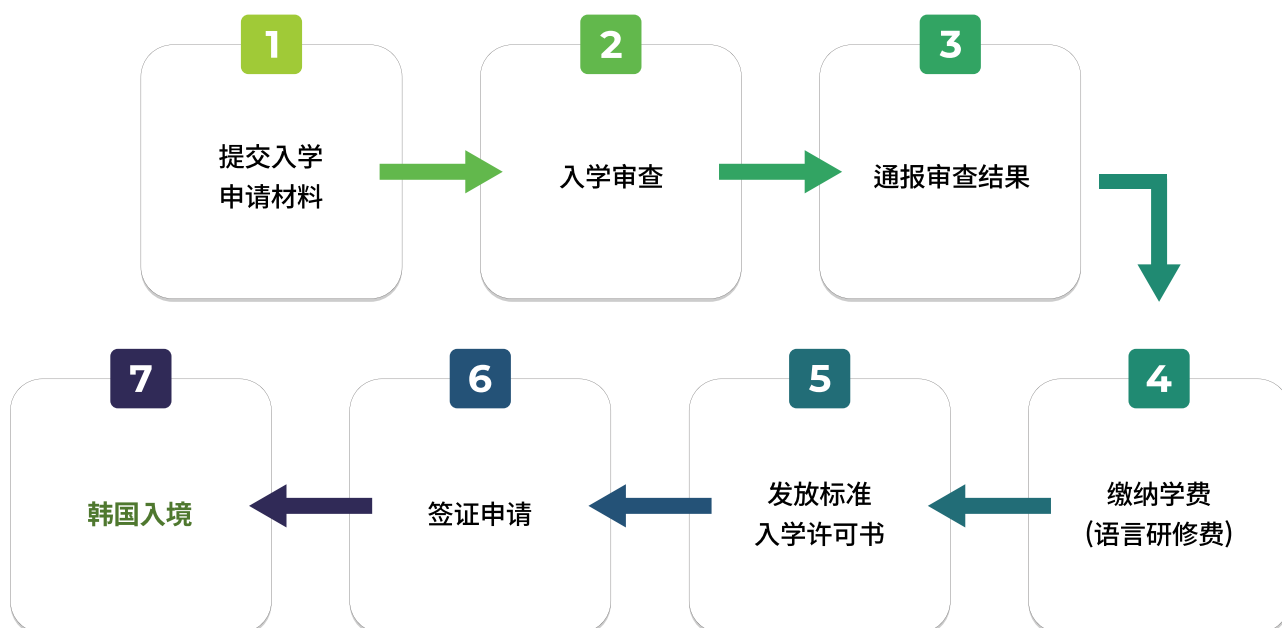 1
提交入学
申请材料
2
入学审查
3
通报审查结果
4
缴纳学费
(语言研修费)
5
发放标准
入学许可书
6
签证申请
7
韩国入境